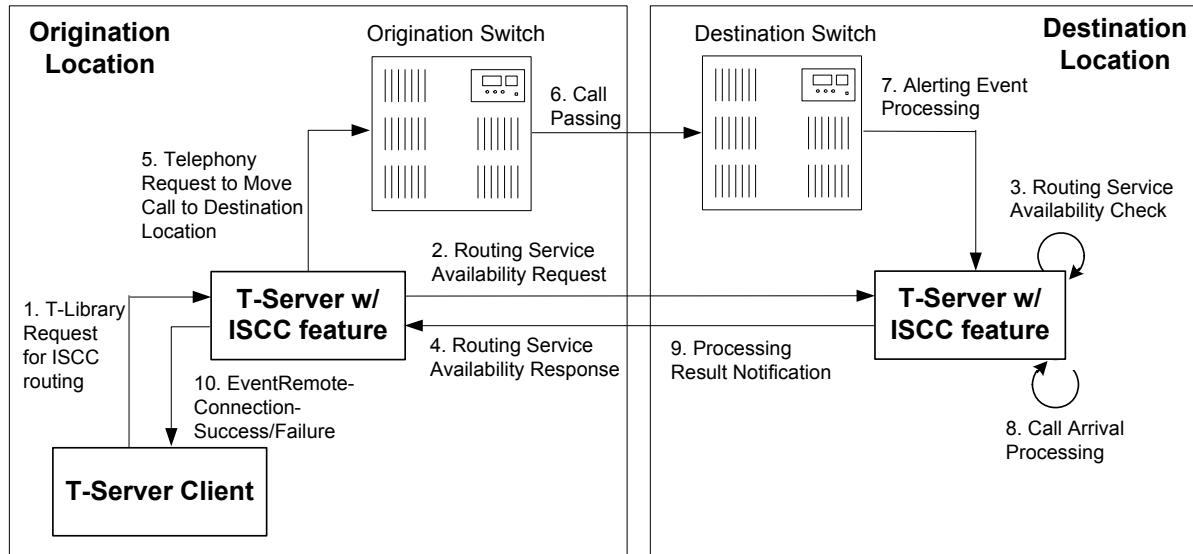 Origination
Location
Origination Switch
Destination Switch
Destination
Location
6. Call
Passing
7. Alerting Event
Processing
5. Telephony
Request to Move
Call to Destination
Location
3. Routing Service
Availability Check
2. Routing Service
Availability Request
1. T-Library
Request
for ISCC
routing
T-Server w/
ISCC feature
T-Server w/
ISCC feature
4. Routing Service
Availability Response
9. Processing
Result Notification
10. EventRemote-
Connection-
Success/Failure
8. Call Arrival
Processing
T-Server Client